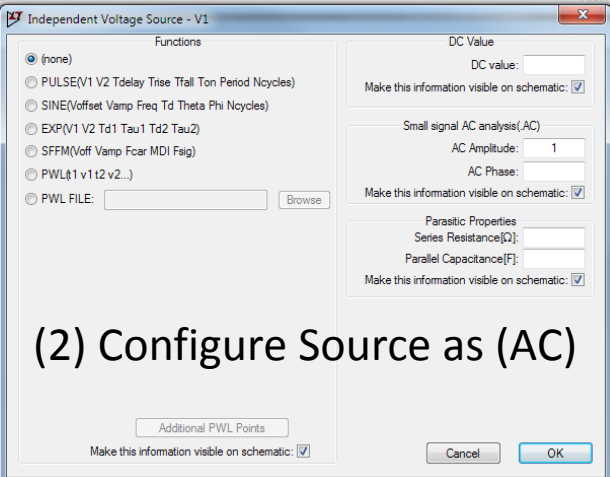 Independent Voltage Source - V1
Functions
(none)
PULSE(V1 V2 Tdelay Trise Tfall Ton Period Ncycles)
SINE(Voffset Vamp Freq Td Theta Phi Ncycles)
EXP(V1 V2 Td1 Tau1 Td2 Tau2)
SFFM(Voff Vamp Fcar MDI Fsig)
PWL(t1 v1 t2 v2...)
PWL FILE:
Browse
DC Value
DC value:
Make this information visible on schematic:
Small signal AC analysis(.AC)
AC Amplitude: 1
AC Phase:
Make this information visible on schematic:
Parasitic Properties
Series Resistance[Ω]:
Parallel Capacitance[F]:
Make this information visible on schematic:
(2) Configure Source as (AC)
Additional PWL Points
Make this information visible on schematic:
Cancel
OK